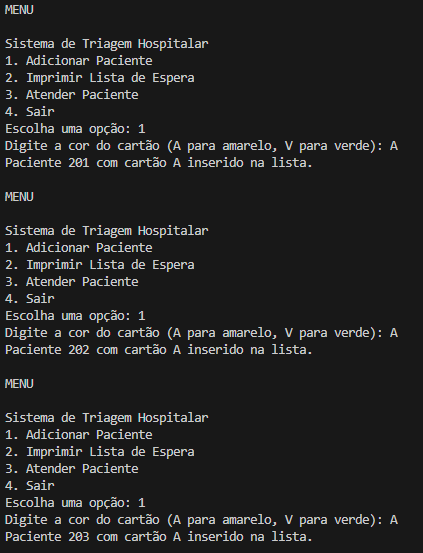 MENU
Sistema de Triagem Hospitalar
1. Adicionar Paciente
2. Imprimir Lista de Espera
3. Atender Paciente
4. Sair
Escolha uma opção: 1
Digite a cor do cartão (A para amarelo, V para verde): A
Paciente 201 com cartão A inserido na lista.
MENU
Sistema de Triagem Hospitalar
1. Adicionar Paciente
2. Imprimir Lista de Espera
3. Atender Paciente
4. Sair
Escolha uma opção: 1
Digite a cor do cartão (A para amarelo, V para verde): A
Paciente 202 com cartão A inserido na lista.
MENU
Sistema de Triagem Hospitalar
1. Adicionar Paciente
2. Imprimir Lista de Espera
3. Atender Paciente
4. Sair
Escolha uma opção: 1
Digite a cor do cartão (A para amarelo, V para verde): A
Paciente 203 com cartão A inserido na lista.